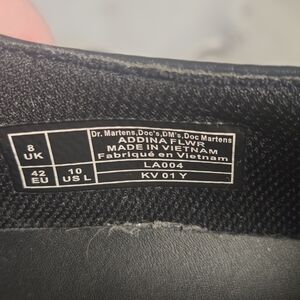 Dr. Martens,Doc's,DM's,Doc Martens
ADDINA FLWR
MADE IN VIETNAM
Fabriqué en Vietnam
8
UK
LA004
42
EU
10
US L
KV 01 Y